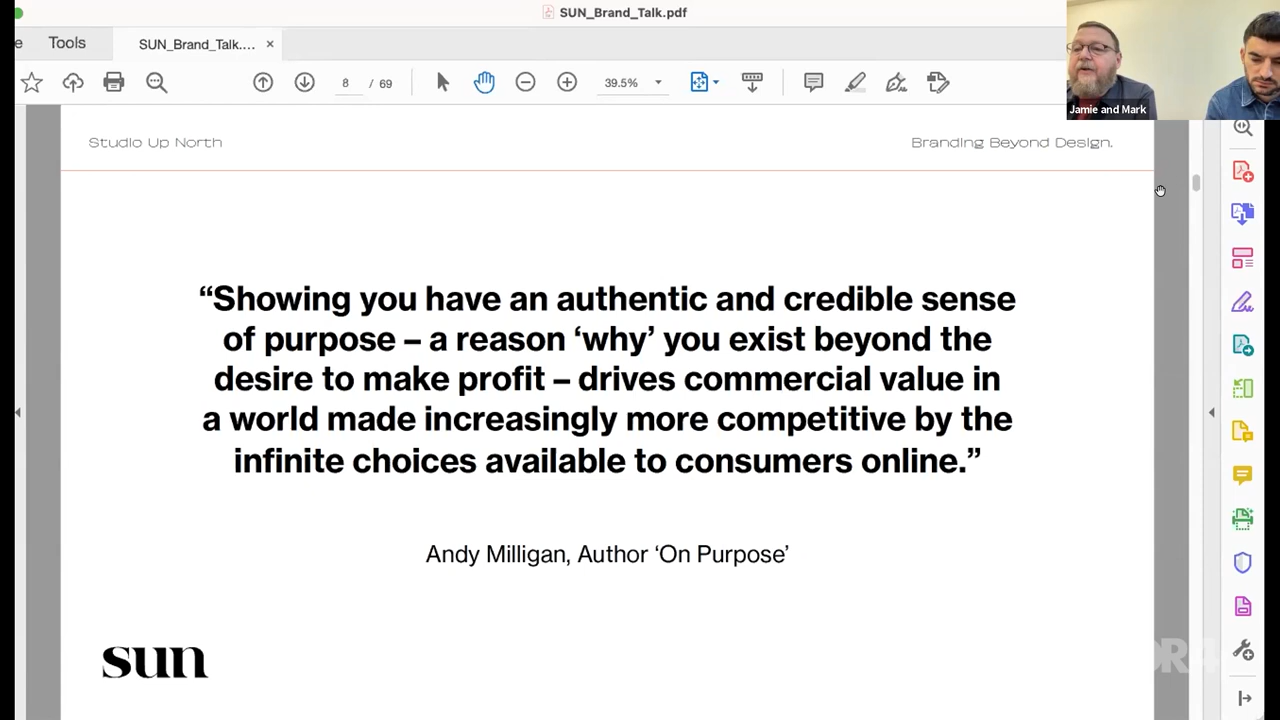 SUN_Brand_Talk.pdf
e
Tools
SUN_Brand_Talk....
8 / 69
39.5%
Jamie and Mark
Studio Up North
Branding Beyond Design.
“Showing you have an authentic and credible sense
of purpose – a reason ‘why’ you exist beyond the
desire to make profit – drives commercial value in
a world made increasingly more competitive by the
infinite choices available to consumers online.”
Andy Milligan, Author ‘On Purpose’
sun